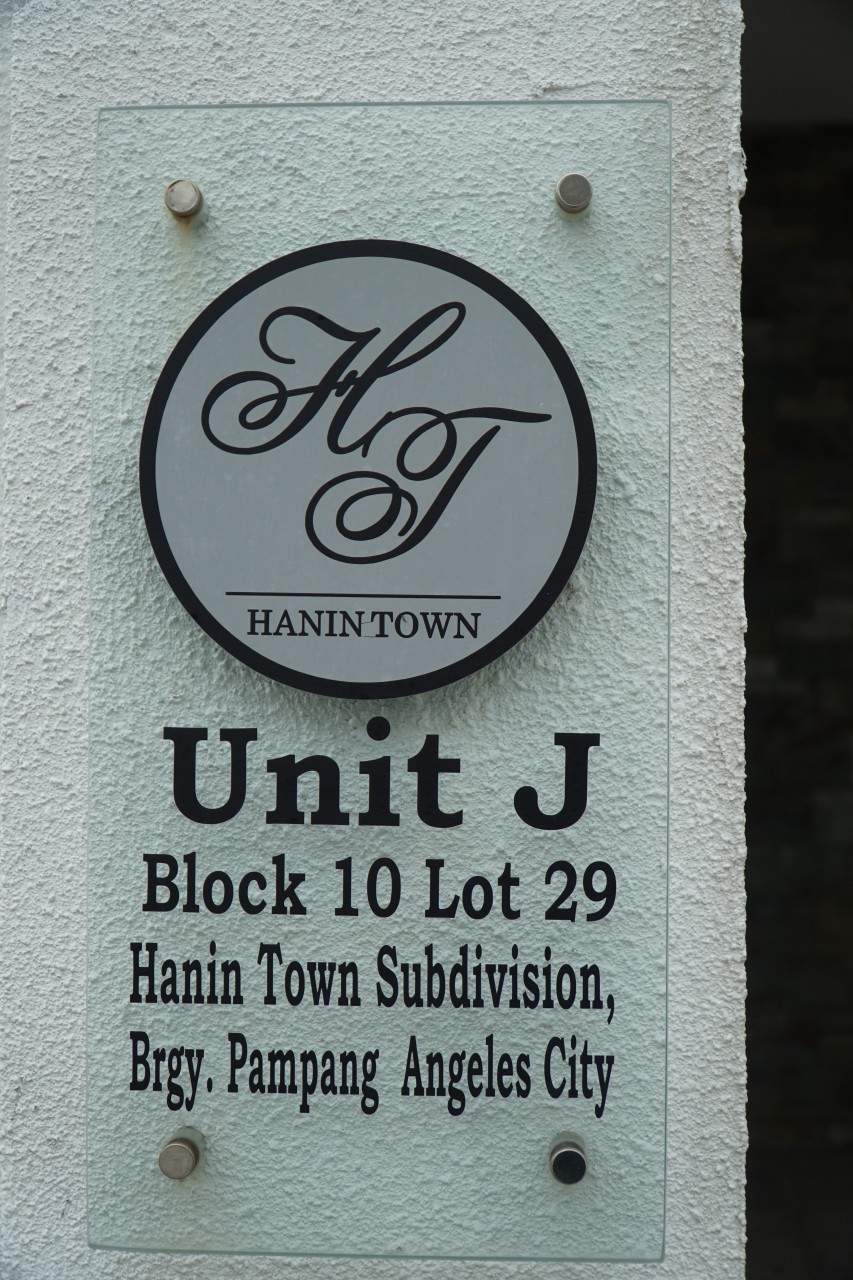 HT
HANIN TOWN
Unit J
Block 10 Lot 29
Hanin Town Subdivision,
Brgy. Pampang Angeles City